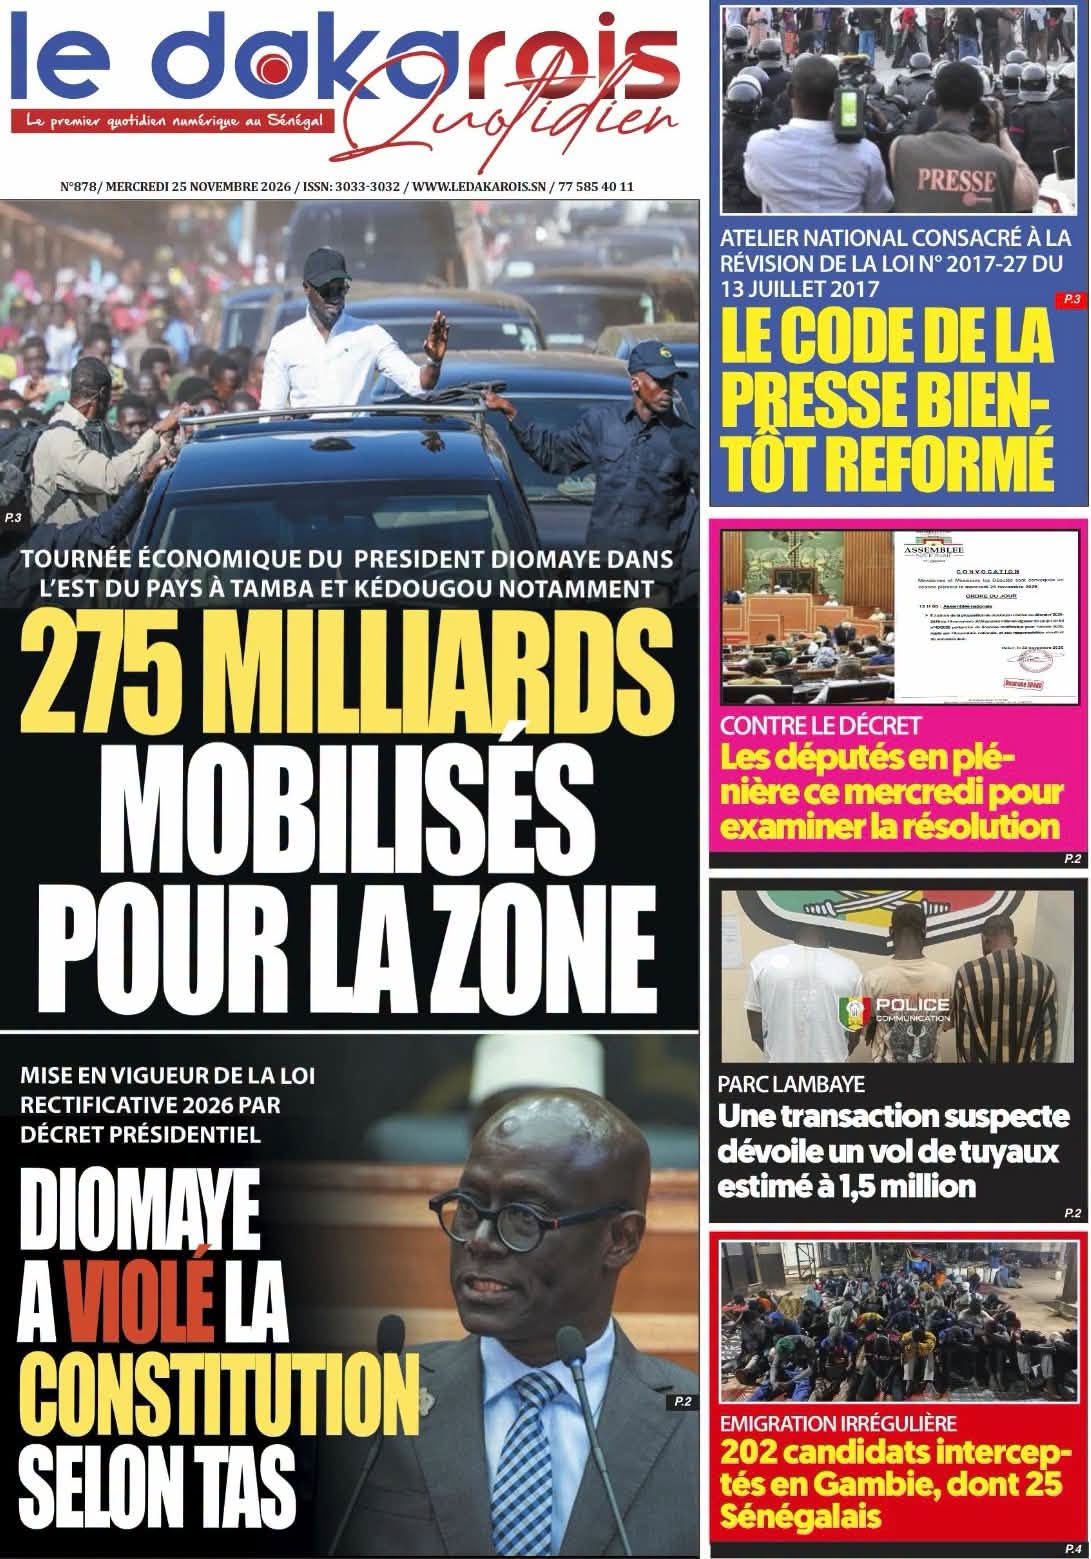 le dakarois
Quotidien
Le premier quotidien numérique au Sénégal
N°878/ MERCREDI 25 NOVEMBRE 2026 / ISSN: 3033-3032 / WWW.LEDAKAROIS.SN / 77 585 40 11
P.3
TOURNÉE ÉCONOMIQUE DU PRESIDENT DIOMAYE DANS
L'EST DU PAYS À TAMBA ET KÉDOUGOU NOTAMMENT
275 MILLIARDS
MOBILISÉS
POUR LA ZONE
MISE EN VIGUEUR DE LA LOI
RECTIFICATIVE 2026 PAR
DÉCRET PRÉSIDENTIEL
DIOMAYE
A VIOLÉ LA
CONSTITUTION
SELON TAS
P.2
PRESSE
ATELIER NATIONAL CONSACRÉ À LA
RÉVISION DE LA LOI N° 2017-27 DU
13 JUILLET 2017
P.3
LE CODE DE LA
PRESSE BIEN-
TÔT REFORMÉ
ASSEMBLEE
CONVOCATION
ORDRE DU JOUR
CONTRE LE DÉCRET
Les députés en plé-
nière ce mercredi pour
examiner la résolution
P.2
POLICE
COMMUNICATION
PARC LAMBAYE
Une transaction suspecte
dévoile un vol de tuyaux
estimé à 1,5 million
P.2
EMIGRATION IRRÉGULIÈRE
202 candidats intercep-
tés en Gambie, dont 25
Sénégalais
P.4